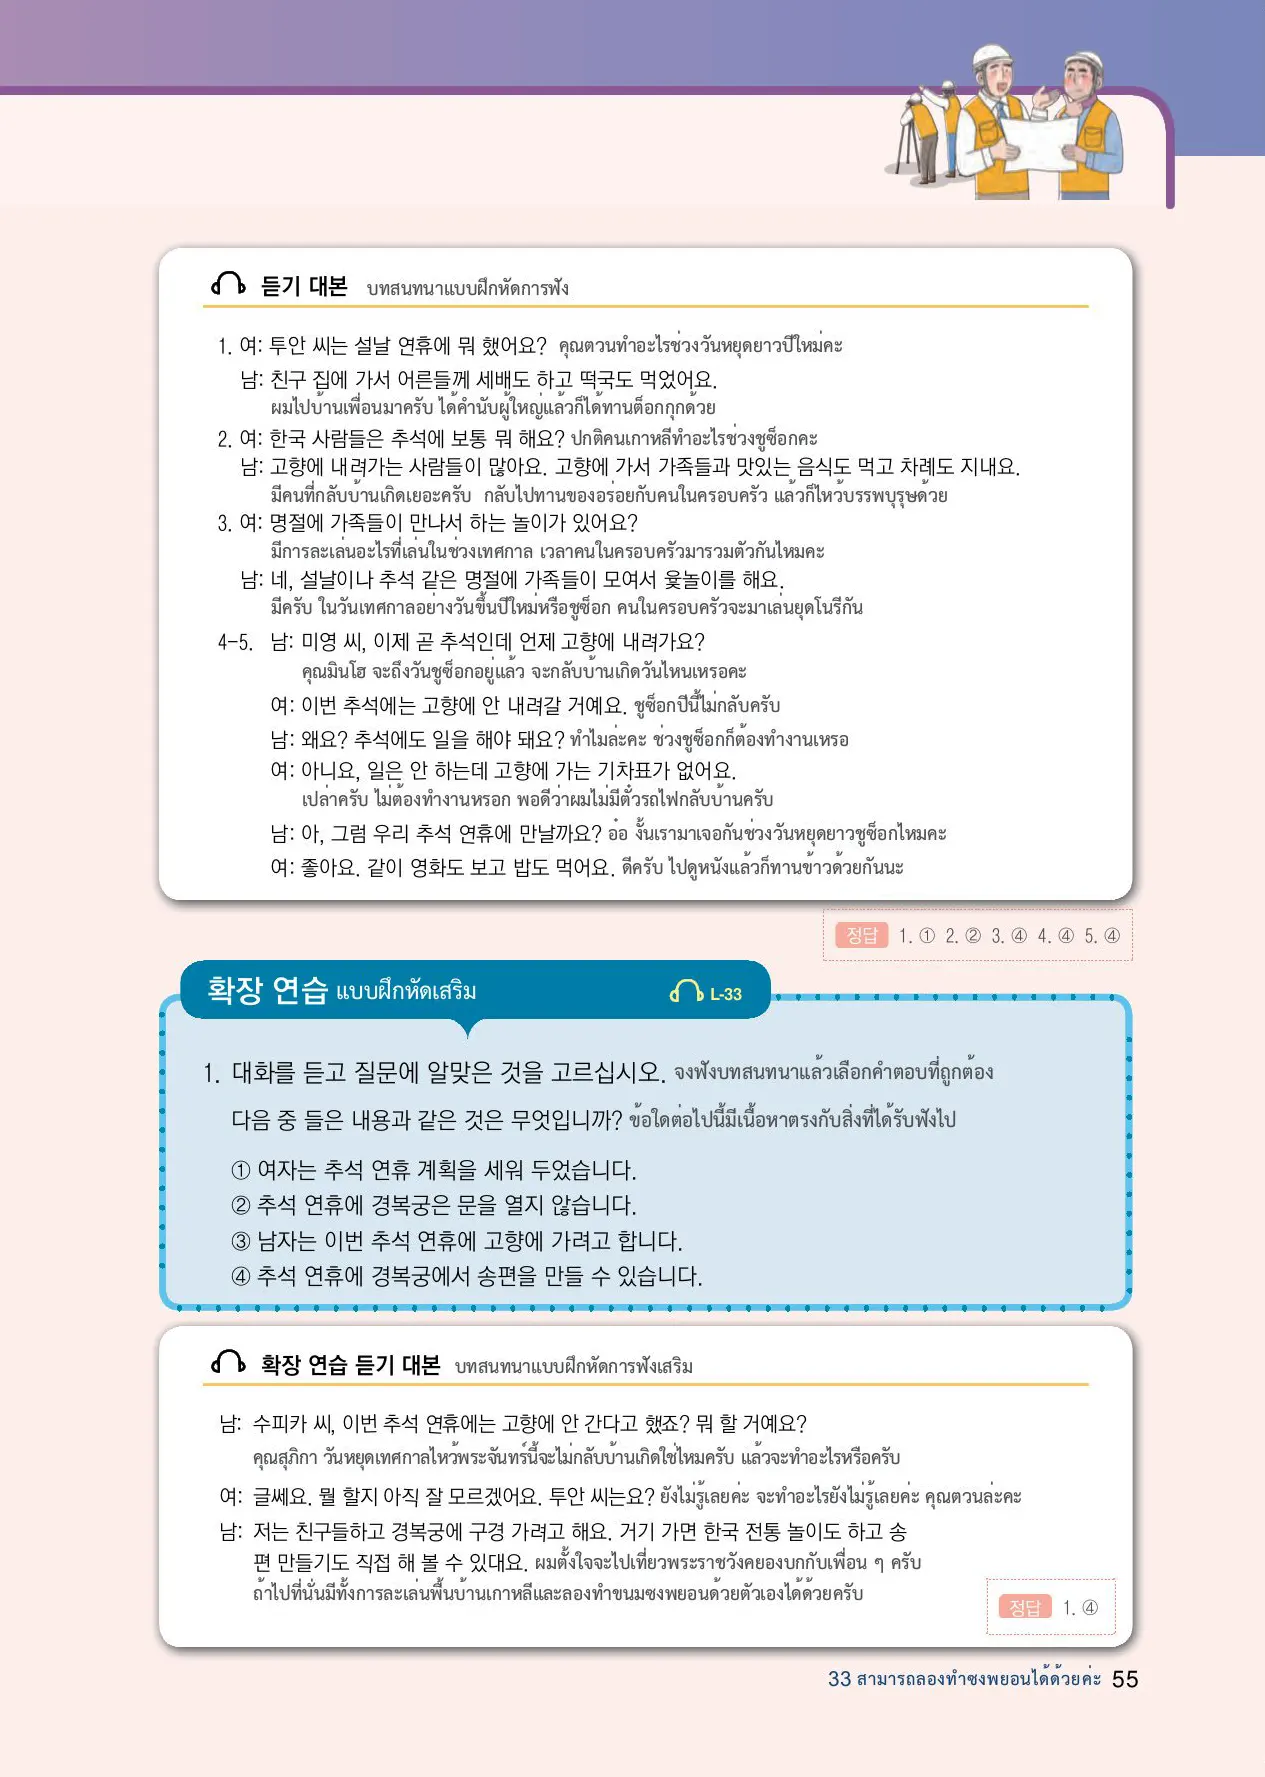 듣기 대본 บทสนทนาแบบฝึกหัดการฟัง
1. 여: 투안 씨는 설날 연휴에 뭐 했어요? คุณตวนทำอะไรช่วงวันหยุดยาวปีใหม่คะ
남: 친구 집에 가서 어른들께 세배도 하고 떡국도 먹었어요.
ผมไปบ้านเพื่อนมาครับ ได้คำนับผู้ใหญ่แล้วก็ได้ทานต็อกกุกด้วย
2. 여: 한국 사람들은 추석에 보통 뭐 해요? ปกติคนเกาหลีทำอะไรช่วงชูซ็อกคะ
남: 고향에 내려가는 사람들이 많아요. 고향에 가서 가족들과 맛있는 음식도 먹고 차례도 지내요.
มีคนที่กลับบ้านเกิดเยอะครับ กลับไปทานของอร่อยกับคนในครอบครัว แล้วก็ไหว้บรรพบุรุษด้วย
3. 여: 명절에 가족들이 만나서 하는 놀이가 있어요?
มีการละเล่นอะไรที่เล่นในช่วงเทศกาล เวลาคนในครอบครัวมารวมตัวกันไหมคะ
남: 네, 설날이나 추석 같은 명절에 가족들이 모여서 윷놀이를 해요.
มีครับ ในวันเทศกาลอย่างวันขึ้นปีใหม่หรือชูซ็อก คนในครอบครัวจะมาเล่นยุดโนรีกัน
4-5. 남: 미영 씨, 이제 곧 추석인데 언제 고향에 내려가요?
คุณมินโฮ จะถึงวันชูซ็อกอยู่แล้ว จะกลับบ้านเกิดวันไหนเหรอคะ
여: 이번 추석에는 고향에 안 내려갈 거예요. ชูซ็อกปีนี้ไม่กลับครับ
남: 왜요? 추석에도 일을 해야 돼요? ทำไมล่ะคะ ช่วงชูซ็อกก็ต้องทำงานเหรอ
여: 아니요, 일은 안 하는데 고향에 가는 기차표가 없어요.
เปล่าครับ ไม่ต้องทำงานหรอก พอดีว่าผมไม่มีตั๋วรถไฟกลับบ้านครับ
남: 아, 그럼 우리 추석 연휴에 만날까요? อ๋อ งั้นเรามาเจอกันช่วงวันหยุดยาวชูซ็อกไหมคะ
여: 좋아요. 같이 영화도 보고 밥도 먹어요. ดีครับ ไปดูหนังแล้วก็ทานข้าวด้วยกันนะ
정답 1. ① 2. ② 3. ④ 4. ④ 5. ④
확장 연습 แบบฝึกหัดเสริม L-33
1. 대화를 듣고 질문에 알맞은 것을 고르십시오. จงฟังบทสนทนาแล้วเลือกคำตอบที่ถูกต้อง
다음 중 들은 내용과 같은 것은 무엇입니까? ข้อใดต่อไปนี้มีเนื้อหาตรงกับสิ่งที่ได้รับฟังไป
① 여자는 추석 연휴 계획을 세워 두었습니다.
② 추석 연휴에 경복궁은 문을 열지 않습니다.
③ 남자는 이번 추석 연휴에 고향에 가려고 합니다.
④ 추석 연휴에 경복궁에서 송편을 만들 수 있습니다.
확장 연습 듣기 대본 บทสนทนาแบบฝึกหัดการฟังเสริม
남: 수피카 씨, 이번 추석 연휴에는 고향에 안 간다고 했죠? 뭐 할 거예요?
คุณสุภิกา วันหยุดเทศกาลไหว้พระจันทร์นี้จะไม่กลับบ้านเกิดใช่ไหมครับ แล้วจะทำอะไรหรือครับ
여: 글쎄요. 뭘 할지 아직 잘 모르겠어요. 투안 씨는요? ยังไม่รู้เลยค่ะ จะทำอะไรยังไม่รู้เลยค่ะ คุณตวนล่ะคะ
남: 저는 친구들하고 경복궁에 구경 가려고 해요. 거기 가면 한국 전통 놀이도 하고 송
편 만들기도 직접 해 볼 수 있대요. ผมตั้งใจจะไปเที่ยวพระราชวังคยองบกกับเพื่อน ๆ ครับ
ถ้าไปที่นั่นมีทั้งการละเล่นพื้นบ้านเกาหลีและลองทำขนมซงพยอนด้วยตัวเองได้ด้วยครับ
정답 1. ④
33 สามารถลองทำซงพยอนได้ด้วยค่ะ 55